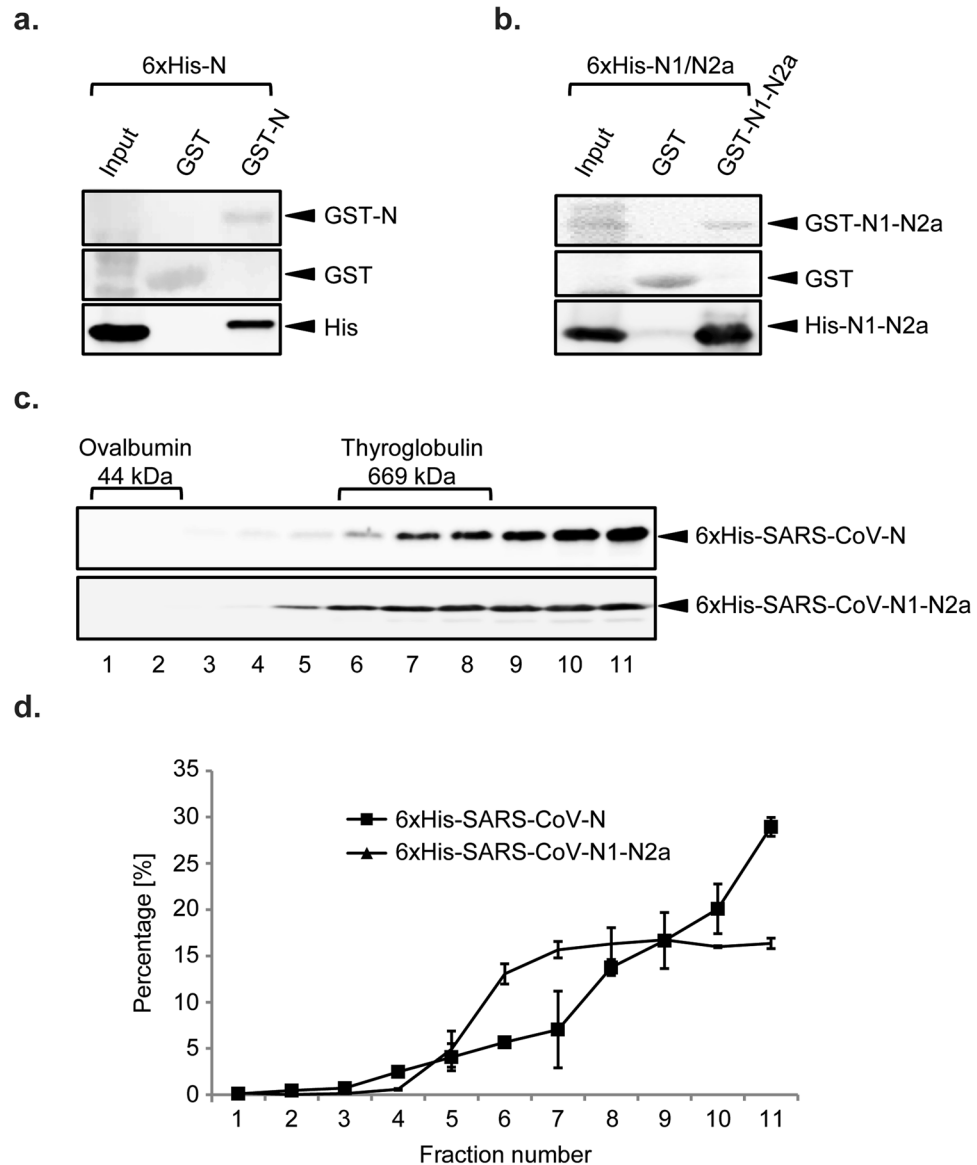 a.
6xHis-N
Input
GST
GST-N
GST-N
GST
His
b.
6xHis-N1/N2a
Input
GST
GST-N1-N2a
GST-N1-N2a
GST
His-N1-N2a
c.
Ovalbumin
44 kDa
Thyroglobulin
669 kDa
6xHis-SARS-CoV-N
6xHis-SARS-CoV-N1-N2a
1 2 3 4 5 6 7 8 9 10 11
d.
35
30
25
20
15
10
5
0
Percentage [%]
6xHis-SARS-CoV-N
6xHis-SARS-CoV-N1-N2a
1 2 3 4 5 6 7 8 9 10 11
Fraction number